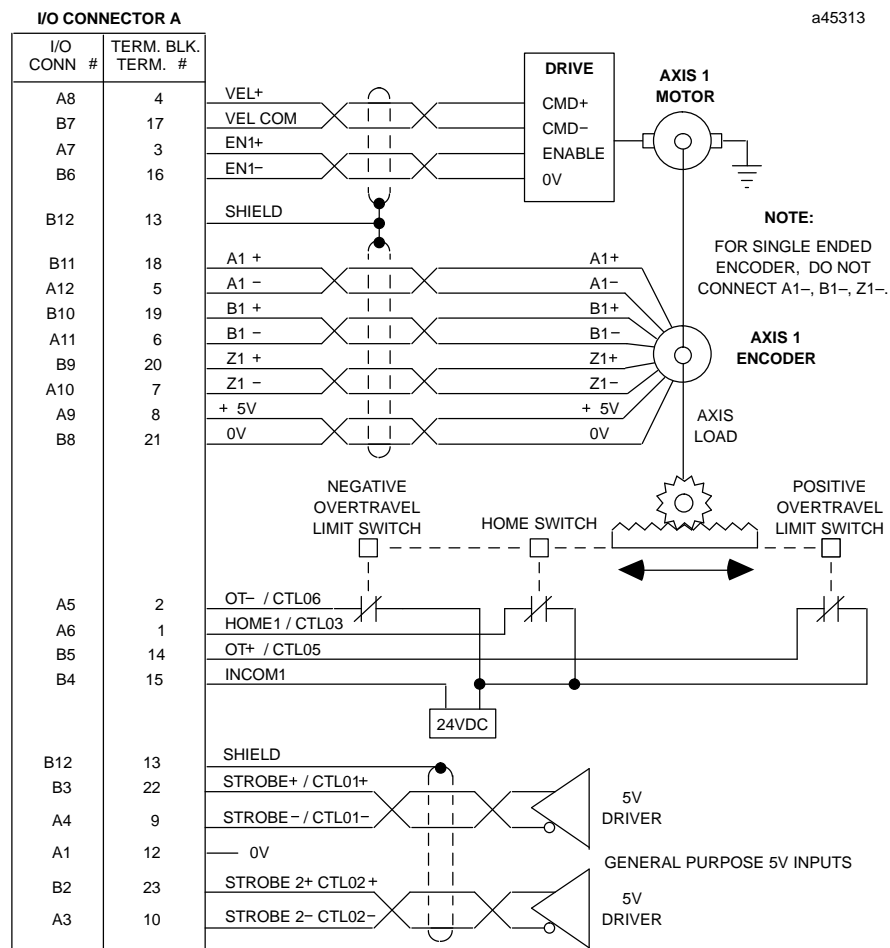 I/O CONNECTOR A
a45313
I/O CONN #
TERM. BLK. TERM. #
A8 4 VEL+
B7 17 VEL COM
A7 3 EN1+
B6 16 EN1−
B12 13 SHIELD
B11 18 A1 + A1+
A12 5 A1 − A1−
B10 19 B1 + B1+
A11 6 B1 − B1−
B9 20 Z1 + Z1+
A10 7 Z1 − Z1−
A9 8 + 5V + 5V
B8 21 0V 0V
DRIVE
CMD+
CMD−
ENABLE
0V
AXIS 1
MOTOR
NOTE:
FOR SINGLE ENDED
ENCODER, DO NOT
CONNECT A1−, B1−, Z1−.
AXIS 1
ENCODER
AXIS
LOAD
NEGATIVE
OVERTRAVEL
LIMIT SWITCH
HOME SWITCH
POSITIVE
OVERTRAVEL
LIMIT SWITCH
A5 2 OT− / CTL06
A6 1 HOME1 / CTL03
B5 14 OT+ / CTL05
B4 15 INCOM1
24VDC
B12 13 SHIELD
B3 22 STROBE+ / CTL01+
A4 9 STROBE − / CTL01−
A1 12 0V
B2 23 STROBE 2+ CTL02 +
A3 10 STROBE 2− CTL02 −
5V
DRIVER
GENERAL PURPOSE 5V INPUTS
5V
DRIVER